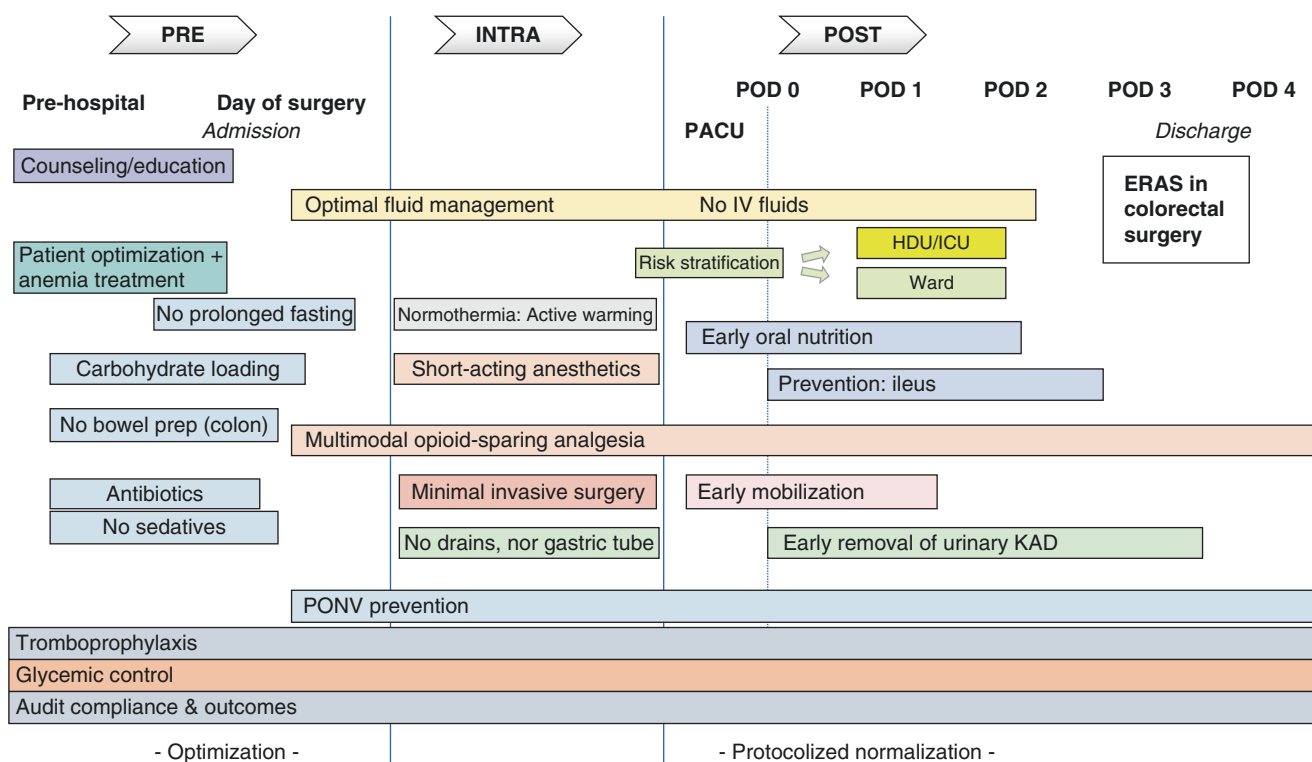 PRE
INTRA
POST
POD 0
POD 1
POD 2
POD 3
POD 4
Pre-hospital
Day of surgery
Admission
PACU
Discharge
Counseling/education
ERAS in
colorectal
surgery
Optimal fluid management
No IV fluids
Patient optimization +
anemia treatment
Risk stratification
HDU/ICU
Ward
No prolonged fasting
Normothermia: Active warming
Early oral nutrition
Carbohydrate loading
Short-acting anesthetics
Prevention: ileus
No bowel prep (colon)
Multimodal opioid-sparing analgesia
Antibiotics
Minimal invasive surgery
Early mobilization
No sedatives
No drains, nor gastric tube
Early removal of urinary KAD
PONV prevention
Tromboprophylaxis
Glycemic control
Audit compliance & outcomes
- Optimization -
- Protocolized normalization -